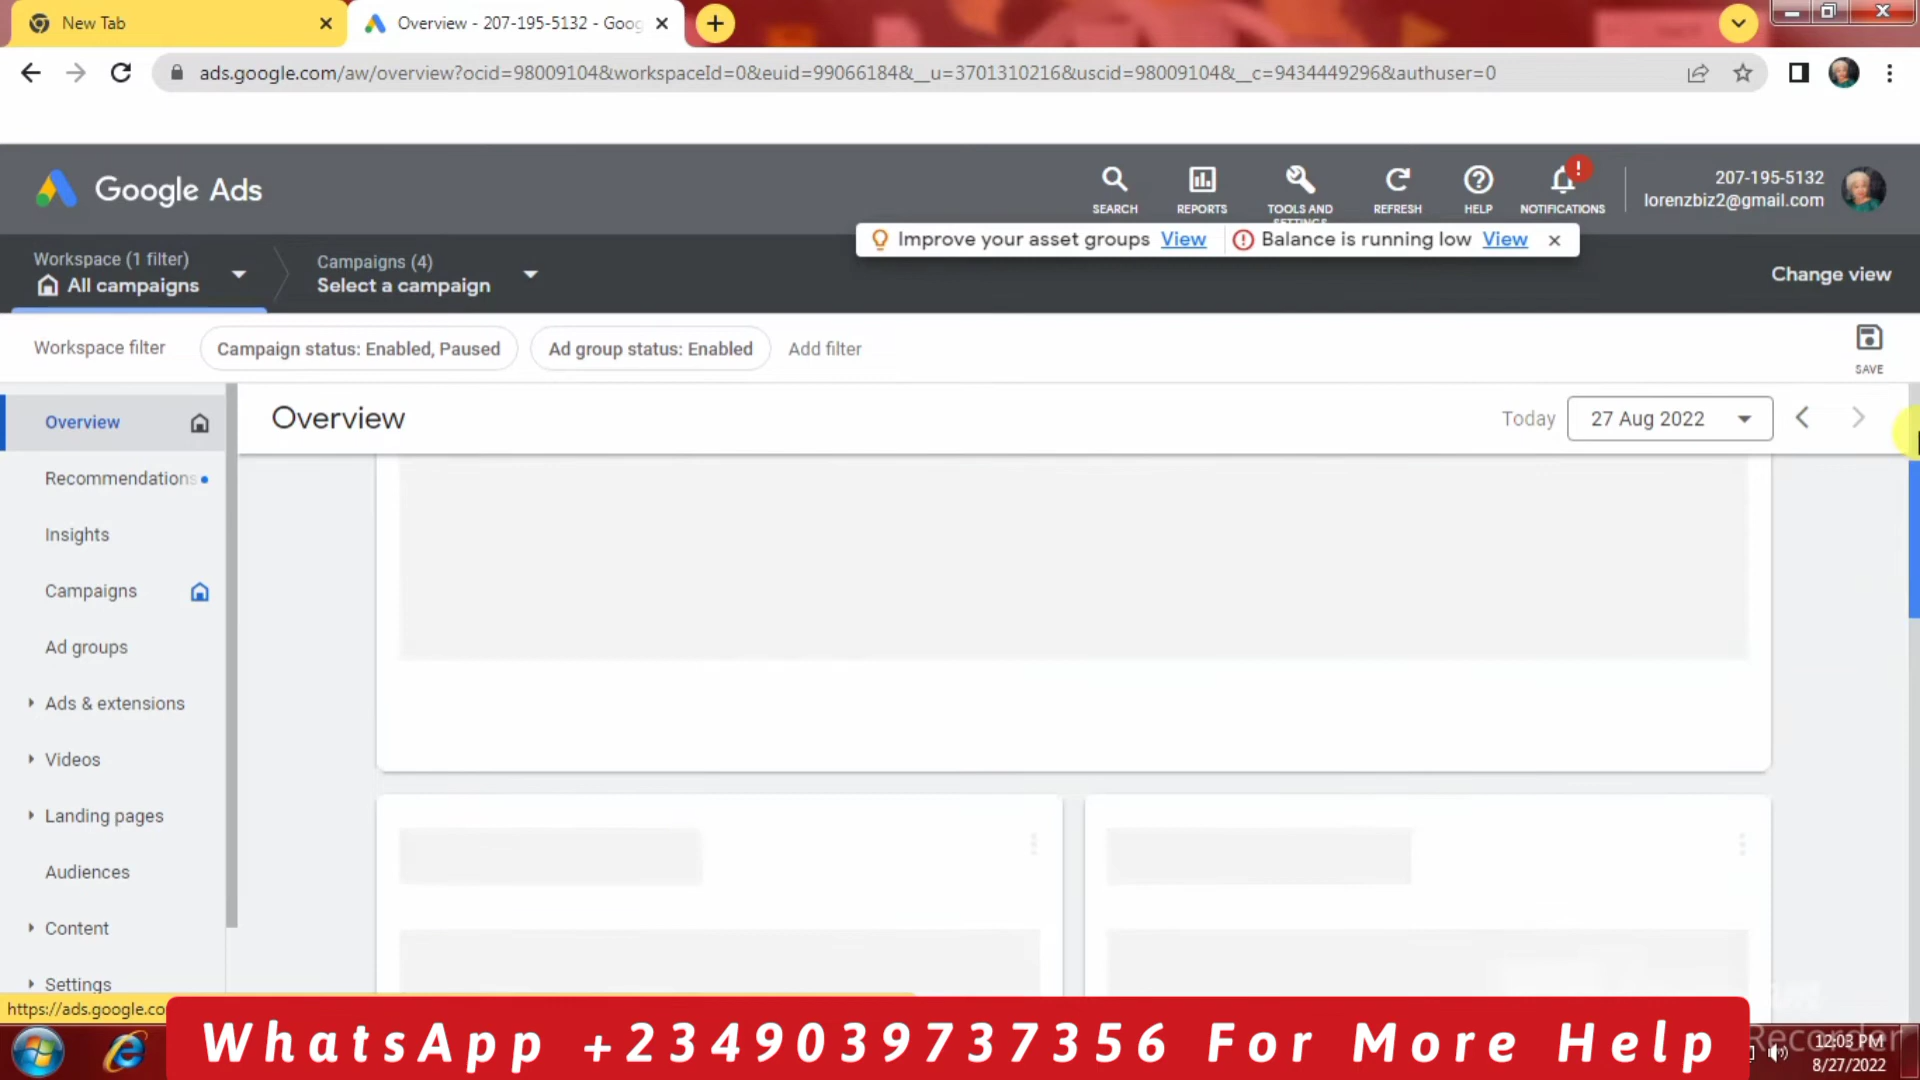 New Tab
Overview - 207-195-5132 - Goog
ads.google.com/aw/overview?ocid=98009104&workspaceId=0&euid=99066184&__u=3701310216&uscid=98009104&__c=9434449296&authuser=0
Google Ads
SEARCH
REPORTS
TOOLS AND
SETTINGS
REFRESH
HELP
NOTIFICATIONS
207-195-5132
lorenzbiz2@gmail.com
Improve your asset groups View
Balance is running low View
Workspace (1 filter)
All campaigns
Campaigns (4)
Select a campaign
Change view
Workspace filter
Campaign status: Enabled, Paused
Ad group status: Enabled
Add filter
SAVE
Overview
Recommendations
Insights
Campaigns
Ad groups
Ads & extensions
Videos
Landing pages
Audiences
Content
Settings
Overview
Today
27 Aug 2022
https://ads.google.co
WhatsApp +2349039737356 For More Help
Recorder
12:03 PM
8/27/2022